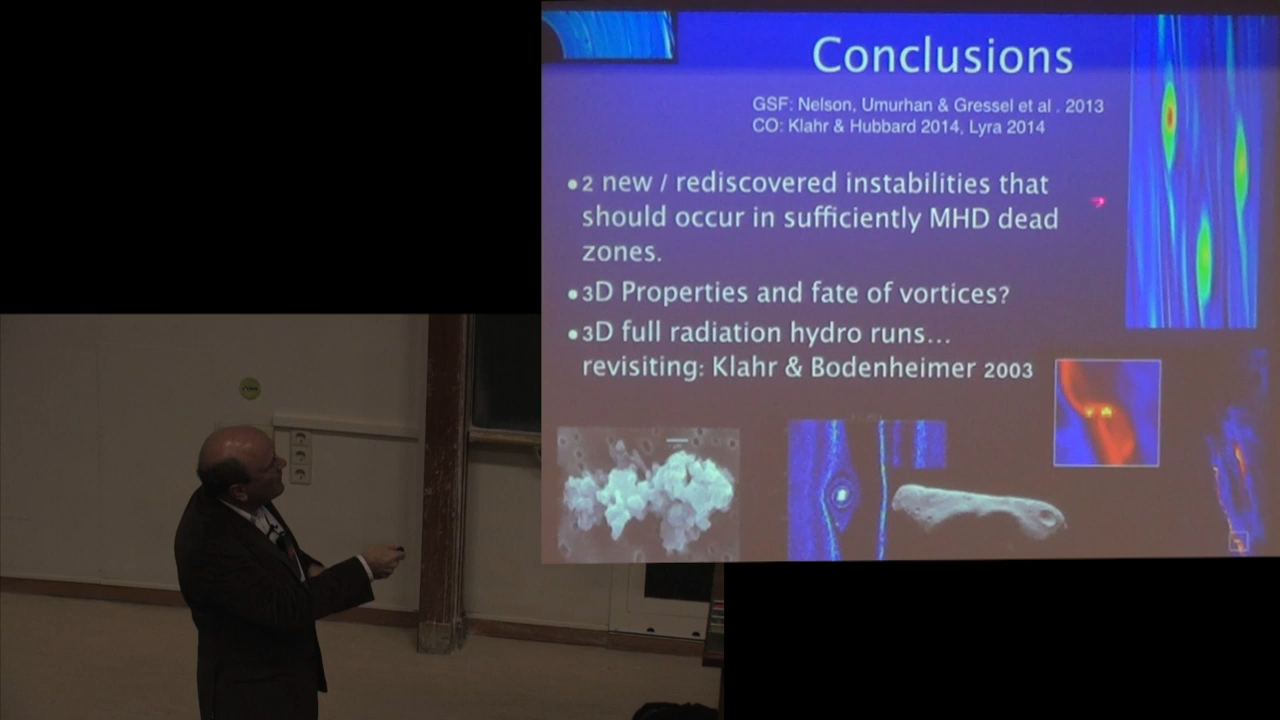 Conclusions
GSF: Nelson, Umurhan & Gressel et al . 2013
CO: Klahr & Hubbard 2014, Lyra 2014
•2 new / rediscovered instabilities that
should occur in sufficiently MHD dead
zones.
•3D Properties and fate of vortices?
•3D full radiation hydro runs...
revisiting: Klahr & Bodenheimer 2003